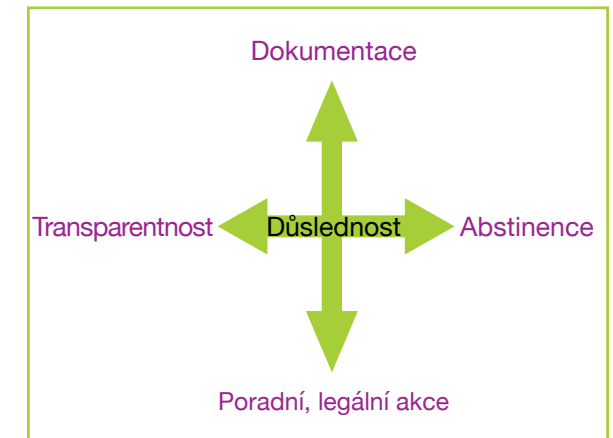 Dokumentace
Transparentnost Důslednost Abstinence
Poradní, legální akce